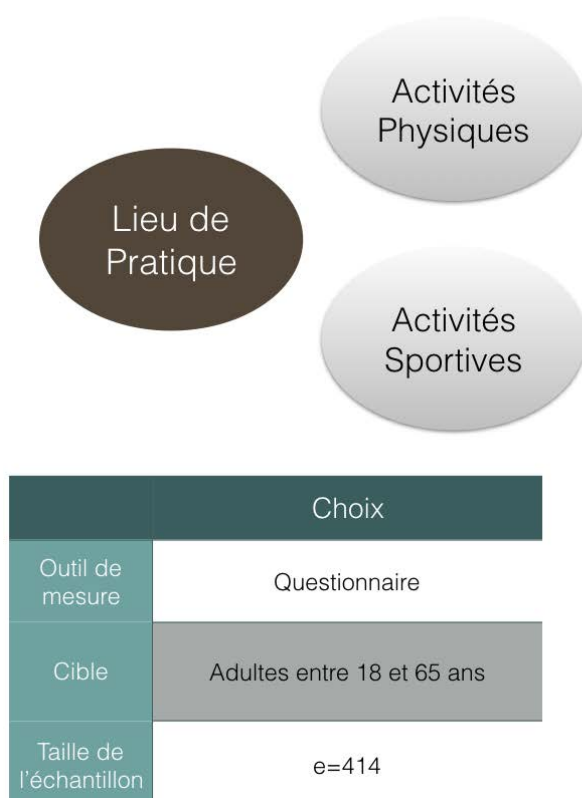 Activités
Physiques
Lieu de
Pratique
Activités
Sportives
Choix
Outil de
mesure
Questionnaire
Cible
Adultes entre 18 et 65 ans
Taille de
l'échantillon
e=414